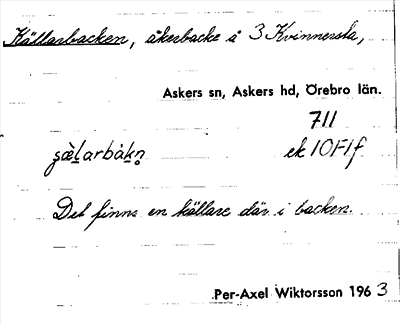 Källarbacken, åkerbacke å 3 Kvinnersta,
Askers sn, Askers hd, Örebro län.
711
ek 10F1f
Det finns en källare där i backen.
Per-Axel Wiktorsson 1963